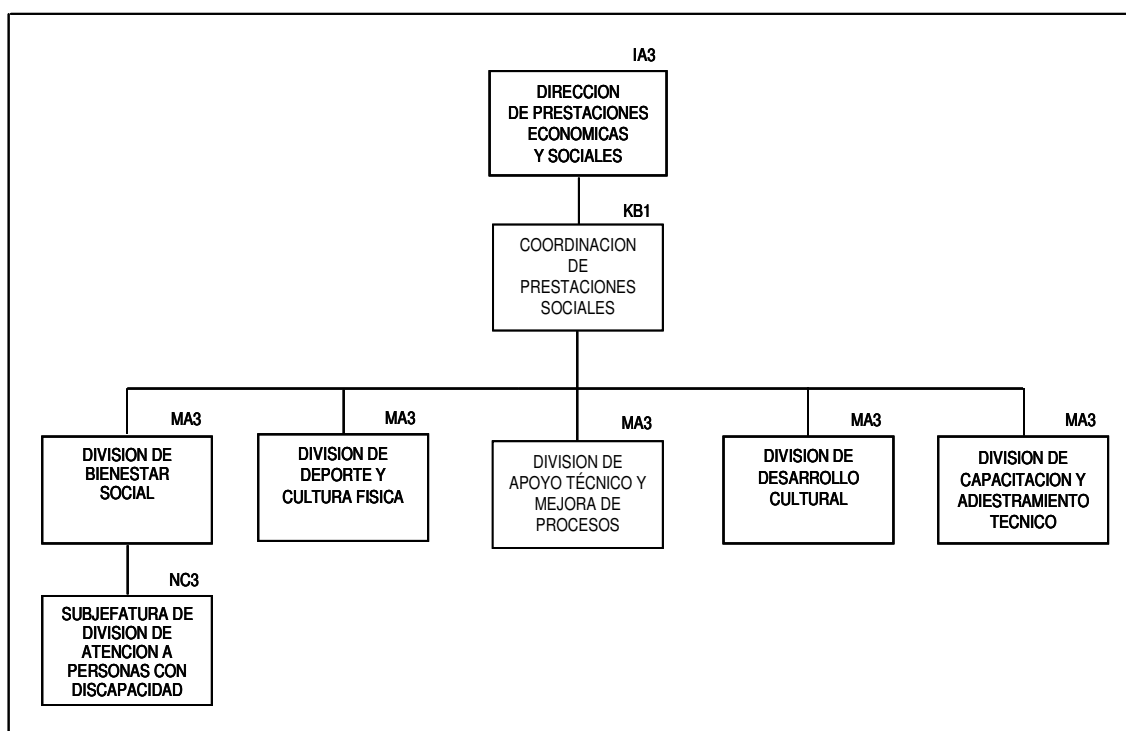 IA3
DIRECCION
DE PRESTACIONES
ECONOMICAS
Y SOCIALES
KB1
COORDINACION
DE
PRESTACIONES
SOCIALES
MA3
DIVISION DE
BIENESTAR
SOCIAL
MA3
DIVISION DE
DEPORTE Y
CULTURA FISICA
MA3
DIVISION DE
APOYO TÉCNICO Y
MEJORA DE
PROCESOS
MA3
DIVISION DE
DESARROLLO
CULTURAL
MA3
DIVISION DE
CAPACITACION Y
ADIESTRAMIENTO
TECNICO
NC3
SUBJEFATURA DE
DIVISION DE
ATENCION A
PERSONAS CON
DISCAPACIDAD